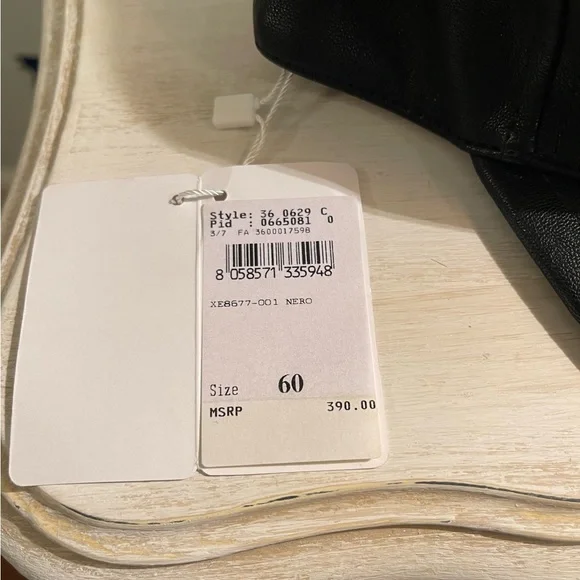 Style: 36 0629 C
Pid : 0665081 0
3/7 FA 3600017598
8 058571 335948
XE8677-001 NERO
Size 60
MSRP 390.00